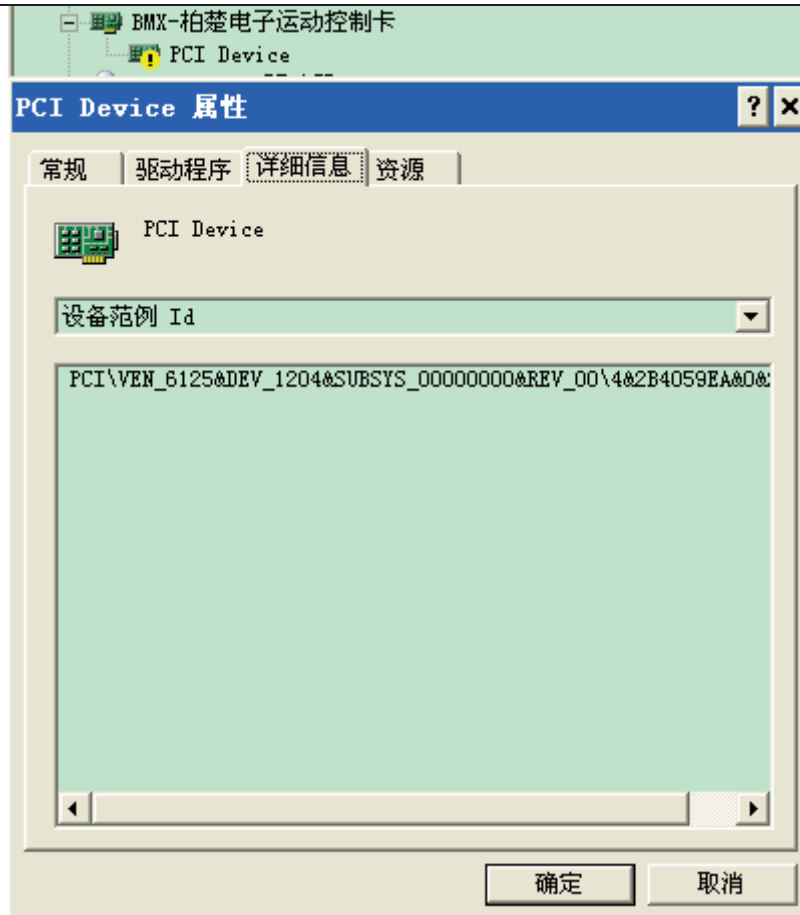 BMX-柏楚电子运动控制卡
PCI Device
PCI Device 属性
常规 驱动程序 详细信息 资源
PCI Device
设备范例 Id
PCI\VEN_6125&DEV_1204&SUBSYS_00000000&REV_00\4&2B4059EA&0&
确定 取消